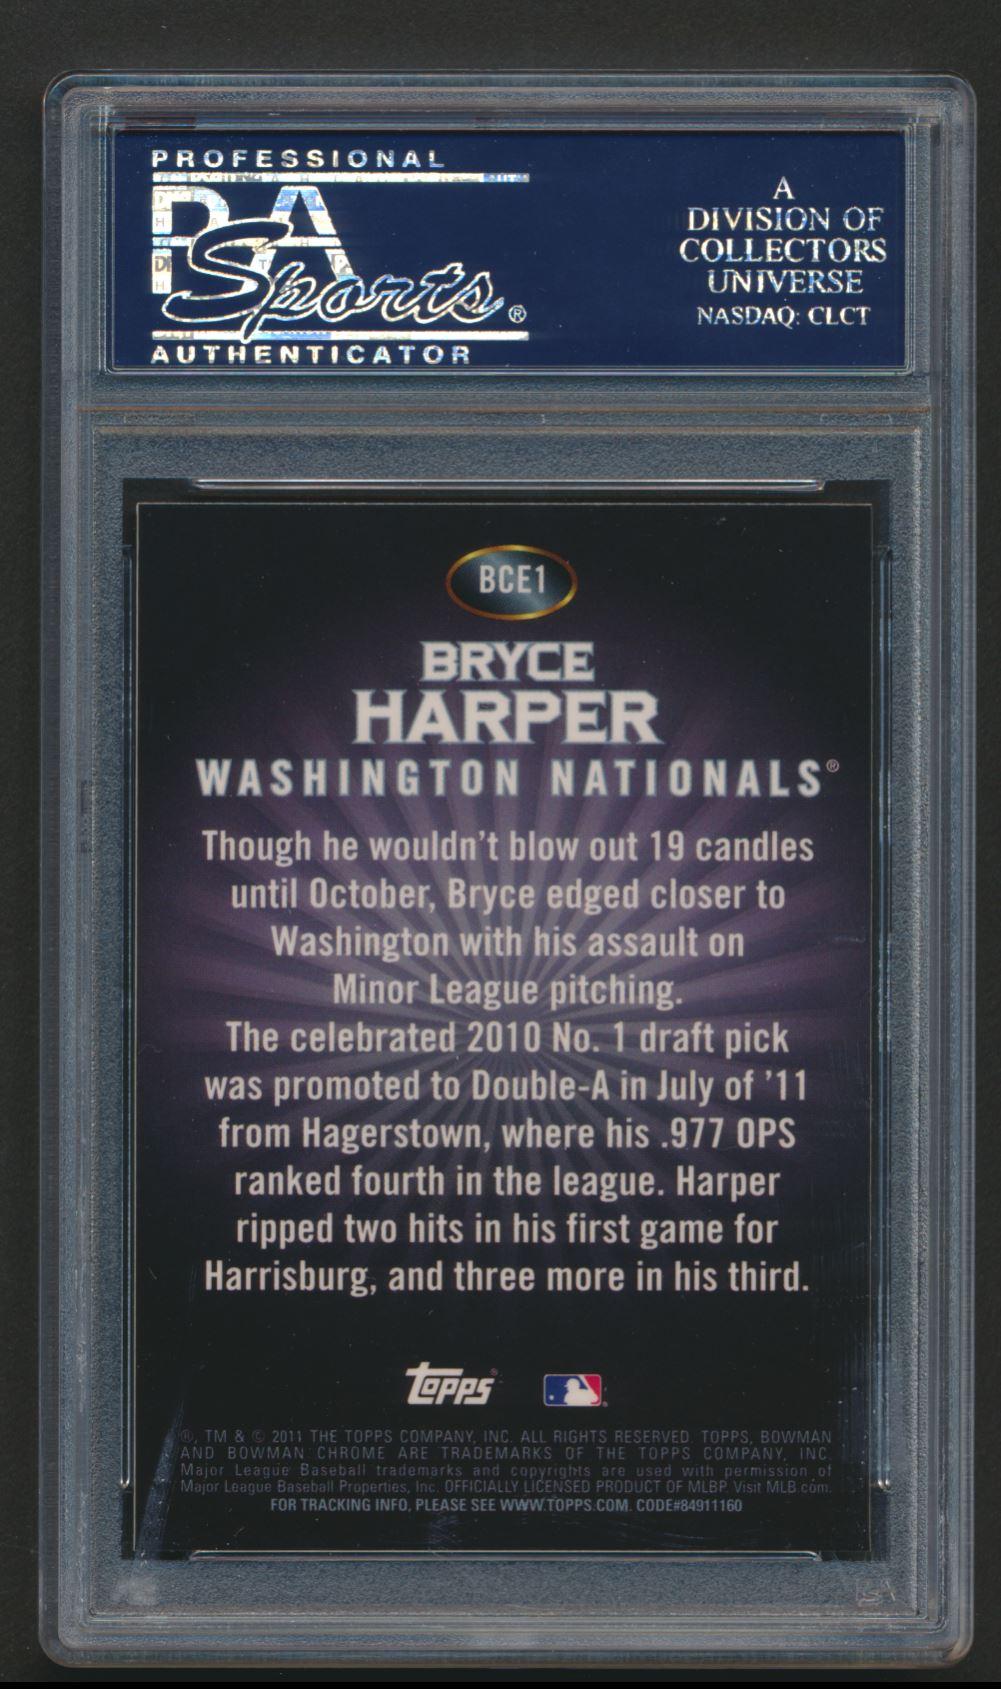 PROFESSIONAL
PSA
Sports®
AUTHENTICATOR
A
DIVISION OF
COLLECTORS
UNIVERSE
NASDAQ: CLCT
BCE1
BRYCE
HARPER
WASHINGTON NATIONALS®
Though he wouldn't blow out 19 candles
until October, Bryce edged closer to
Washington with his assault on
Minor League pitching.
The celebrated 2010 No. 1 draft pick
was promoted to Double-A in July of '11
from Hagerstown, where his .977 OPS
ranked fourth in the league. Harper
ripped two hits in his first game for
Harrisburg, and three more in his third.
topps®
®, TM & © 2011 THE TOPPS COMPANY, INC. ALL RIGHTS RESERVED. TOPPS, BOWMAN
AND BOWMAN CHROME ARE TRADEMARKS OF THE TOPPS COMPANY, INC.
Major League Baseball trademarks and copyrights are used with permission of
Major League Baseball Properties, Inc. OFFICIALLY LICENSED PRODUCT OF MLBP. Visit MLB.com.
FOR TRACKING INFO, PLEASE SEE WWW.TOPPS.COM. CODE#84911160